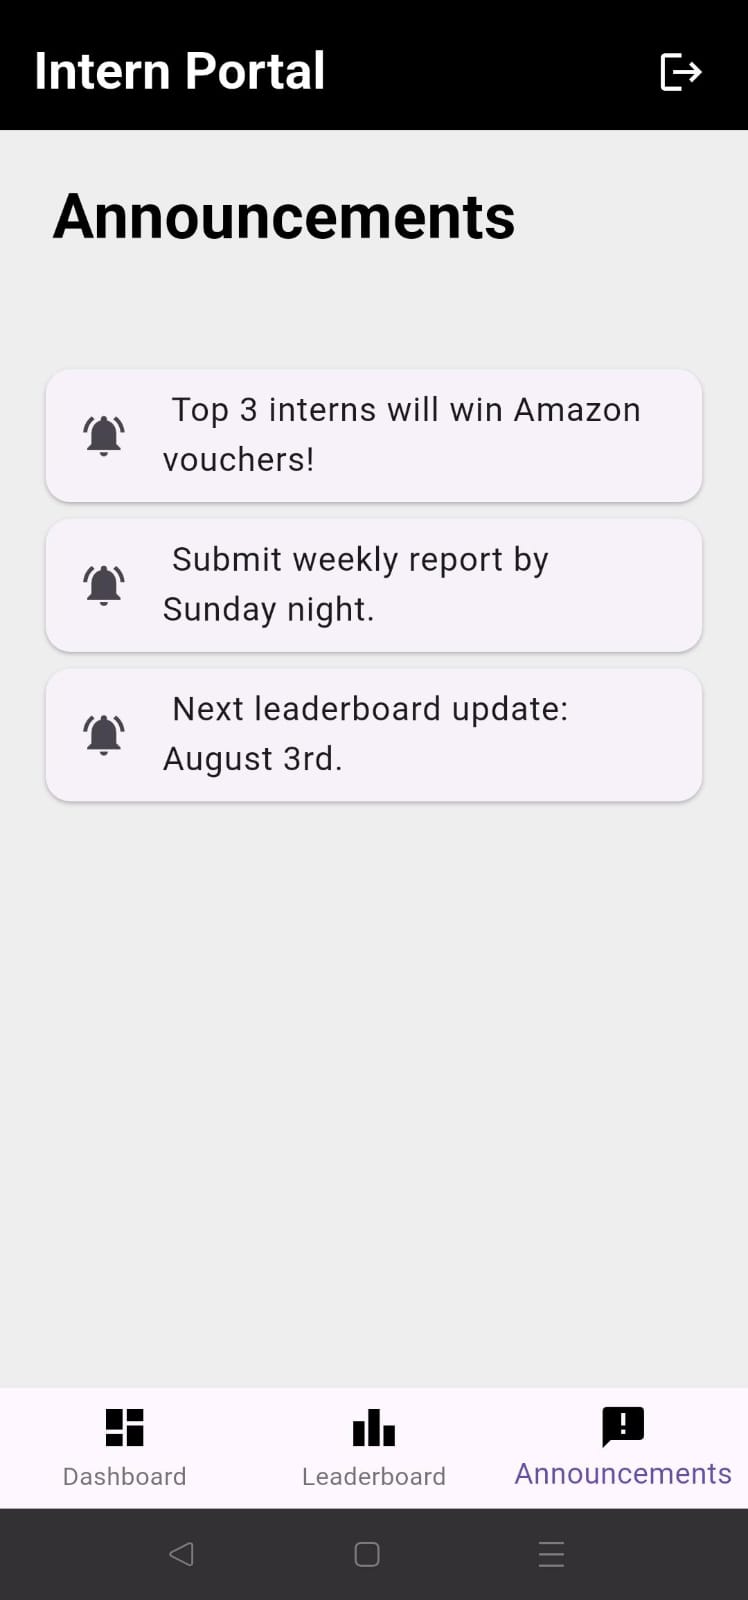 Intern Portal
Announcements
Top 3 interns will win Amazon
vouchers!
Submit weekly report by
Sunday night.
Next leaderboard update:
August 3rd.
Dashboard
Leaderboard
Announcements